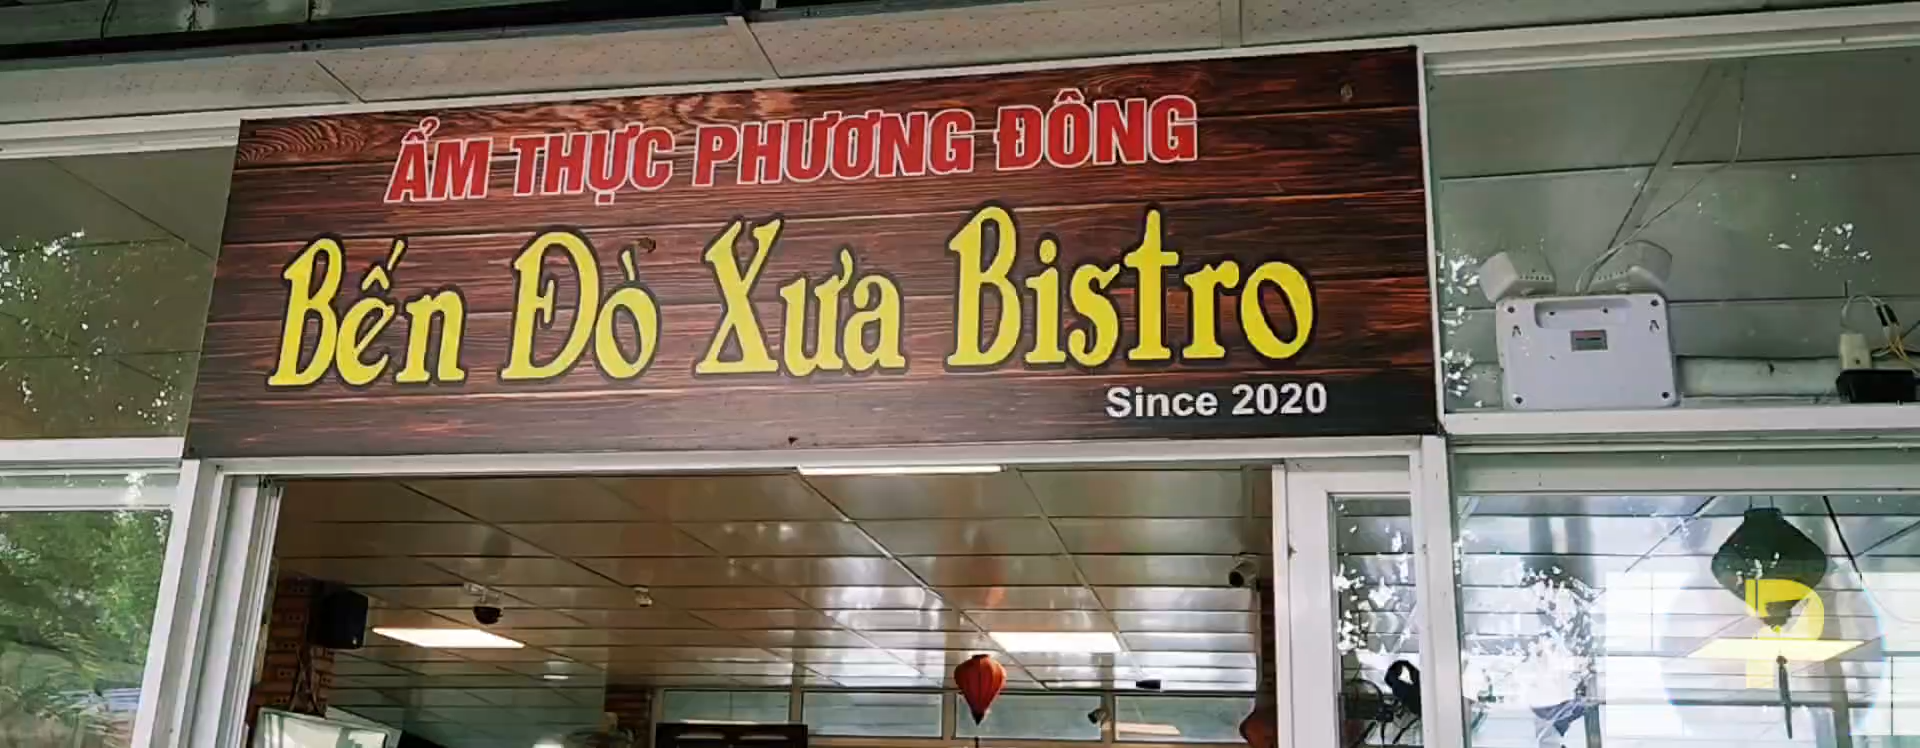 ẨM THỰC PHƯƠNG ĐÔNG
Bến Đò Xưa Bistro
Since 2020
P